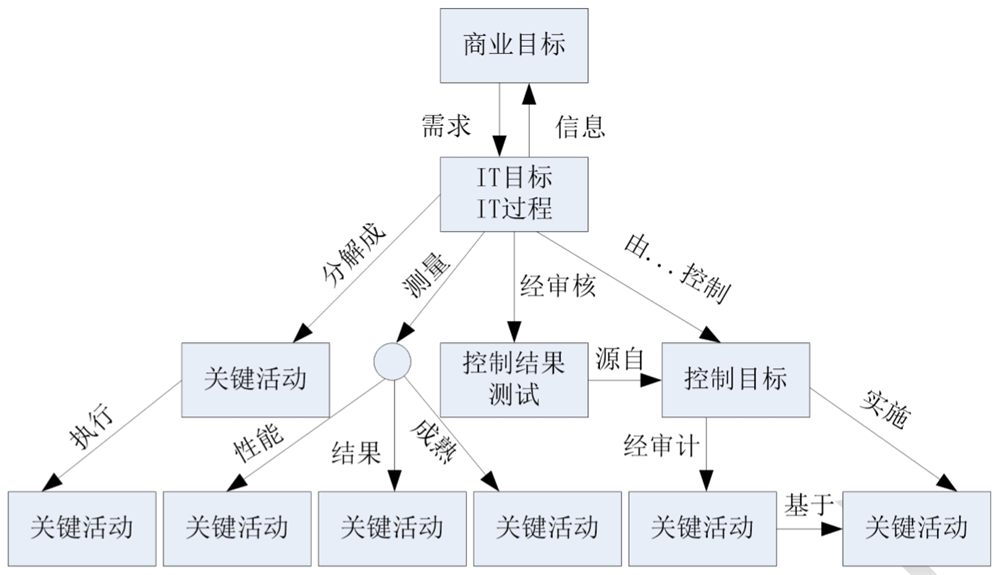 商业目标
需求
信息
IT目标
IT过程
分解成
测量
经审核
由...控制
关键活动
控制结果
测试
源自
控制目标
执行
性能
结果
成熟
经审计
实施
关键活动
关键活动
关键活动
关键活动
关键活动
基于
关键活动